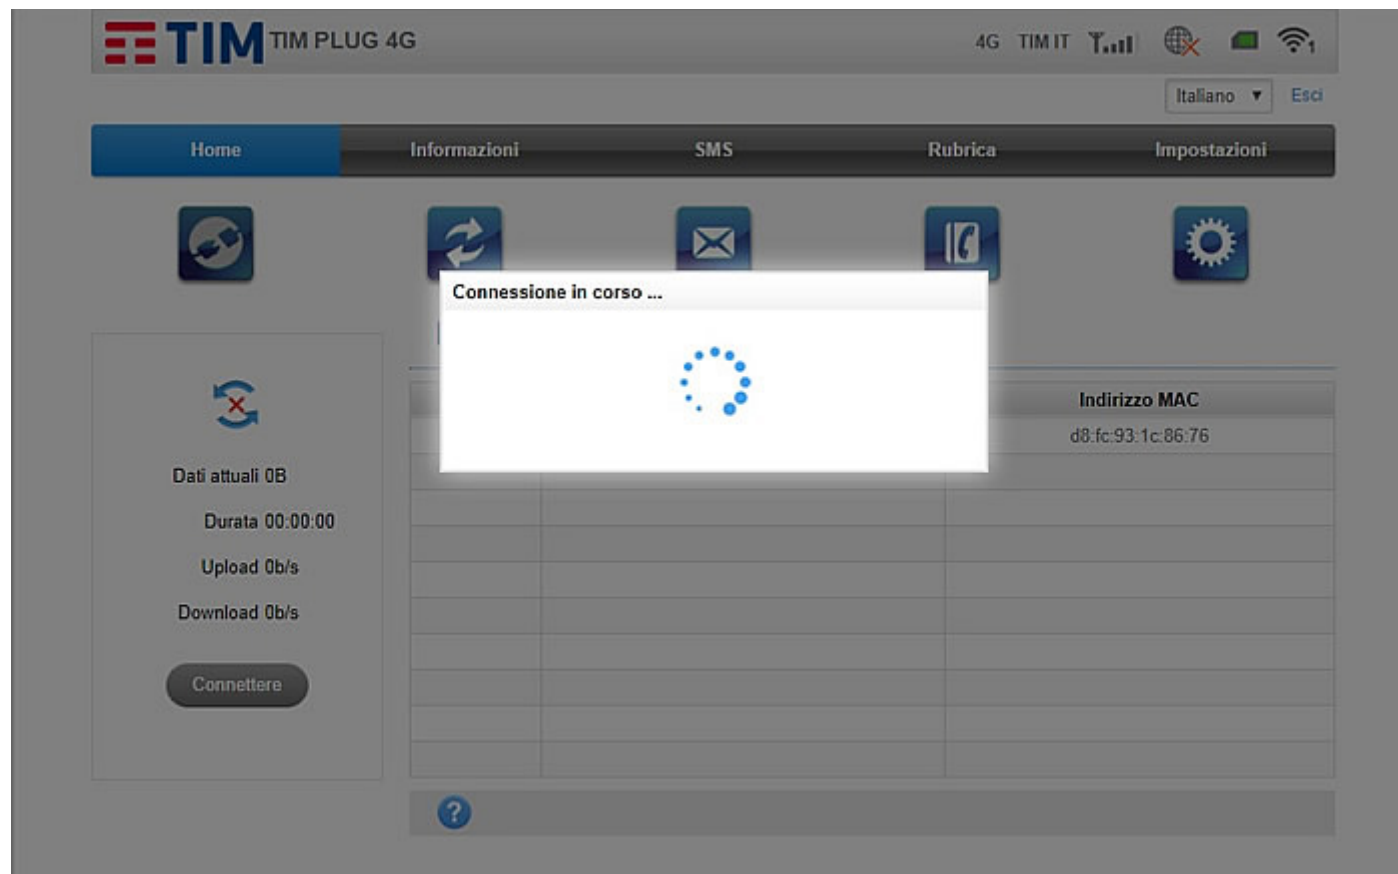 TIM TIM PLUG 4G
4G TIM IT 1
Italiano Esci
Home Informazioni SMS Rubrica Impostazioni
Connessione in corso ...
Indirizzo MAC
d8:fc:93:1c:86:76
Dati attuali 0B
Durata 00:00:00
Upload 0b/s
Download 0b/s
Connettere
?